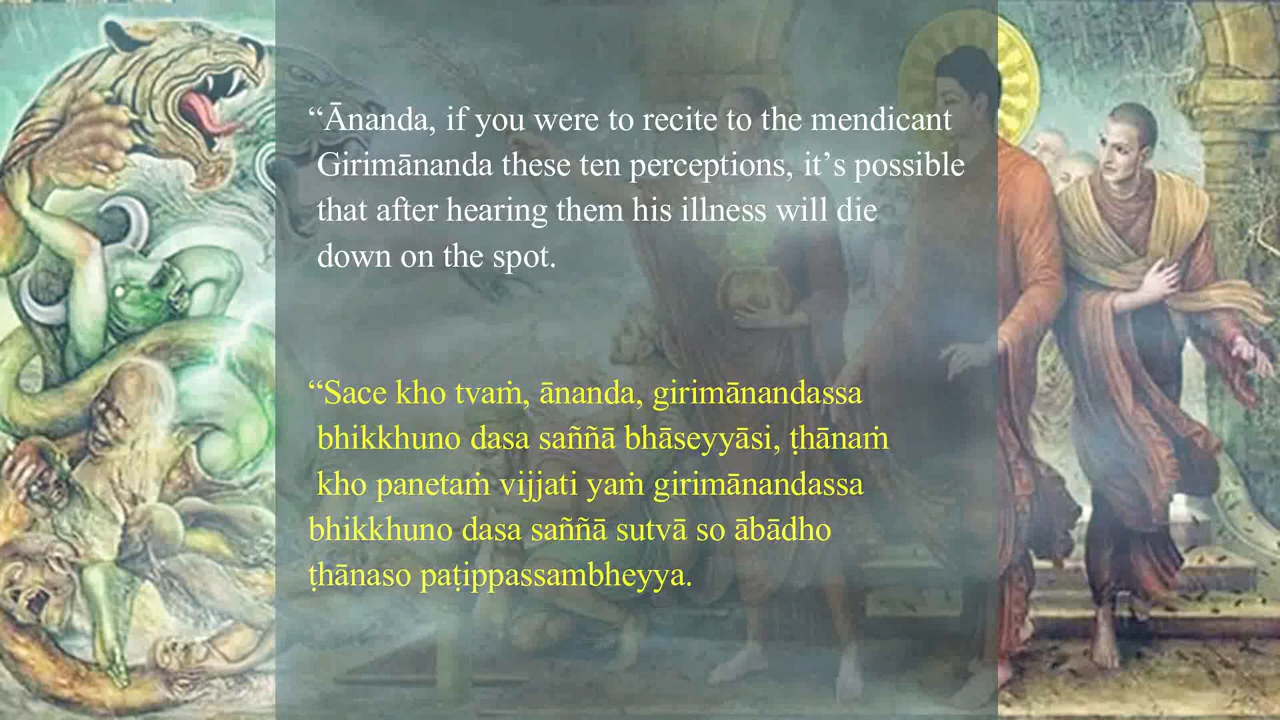 “Ānanda, if you were to recite to the mendicant
Girimānanda these ten perceptions, it’s possible
that after hearing them his illness will die
down on the spot.
“Sace kho tvaṁ, ānanda, girimānandassa
bhikkhuno dasa saññā bhāseyyāsi, ṭhānaṁ
kho panetaṁ vijjati yaṁ girimānandassa
bhikkhuno dasa saññā sutvā so ābādho
ṭhānaso paṭippassambheyya.